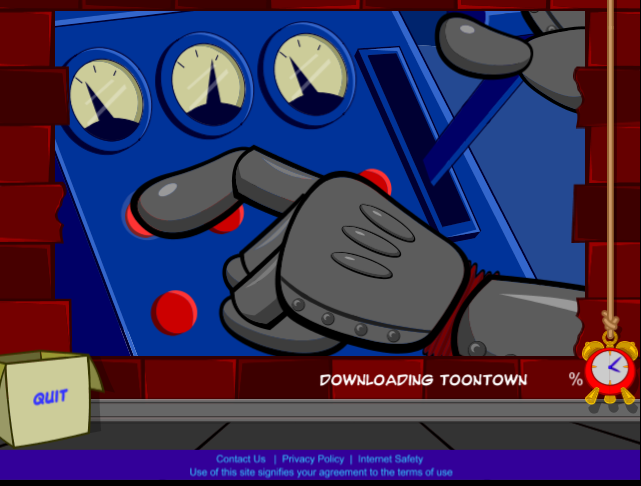 DOWNLOADING TOONTOWN %
QUIT
Contact Us | Privacy Policy | Internet Safety
Use of this site signifies your agreement to the terms of use